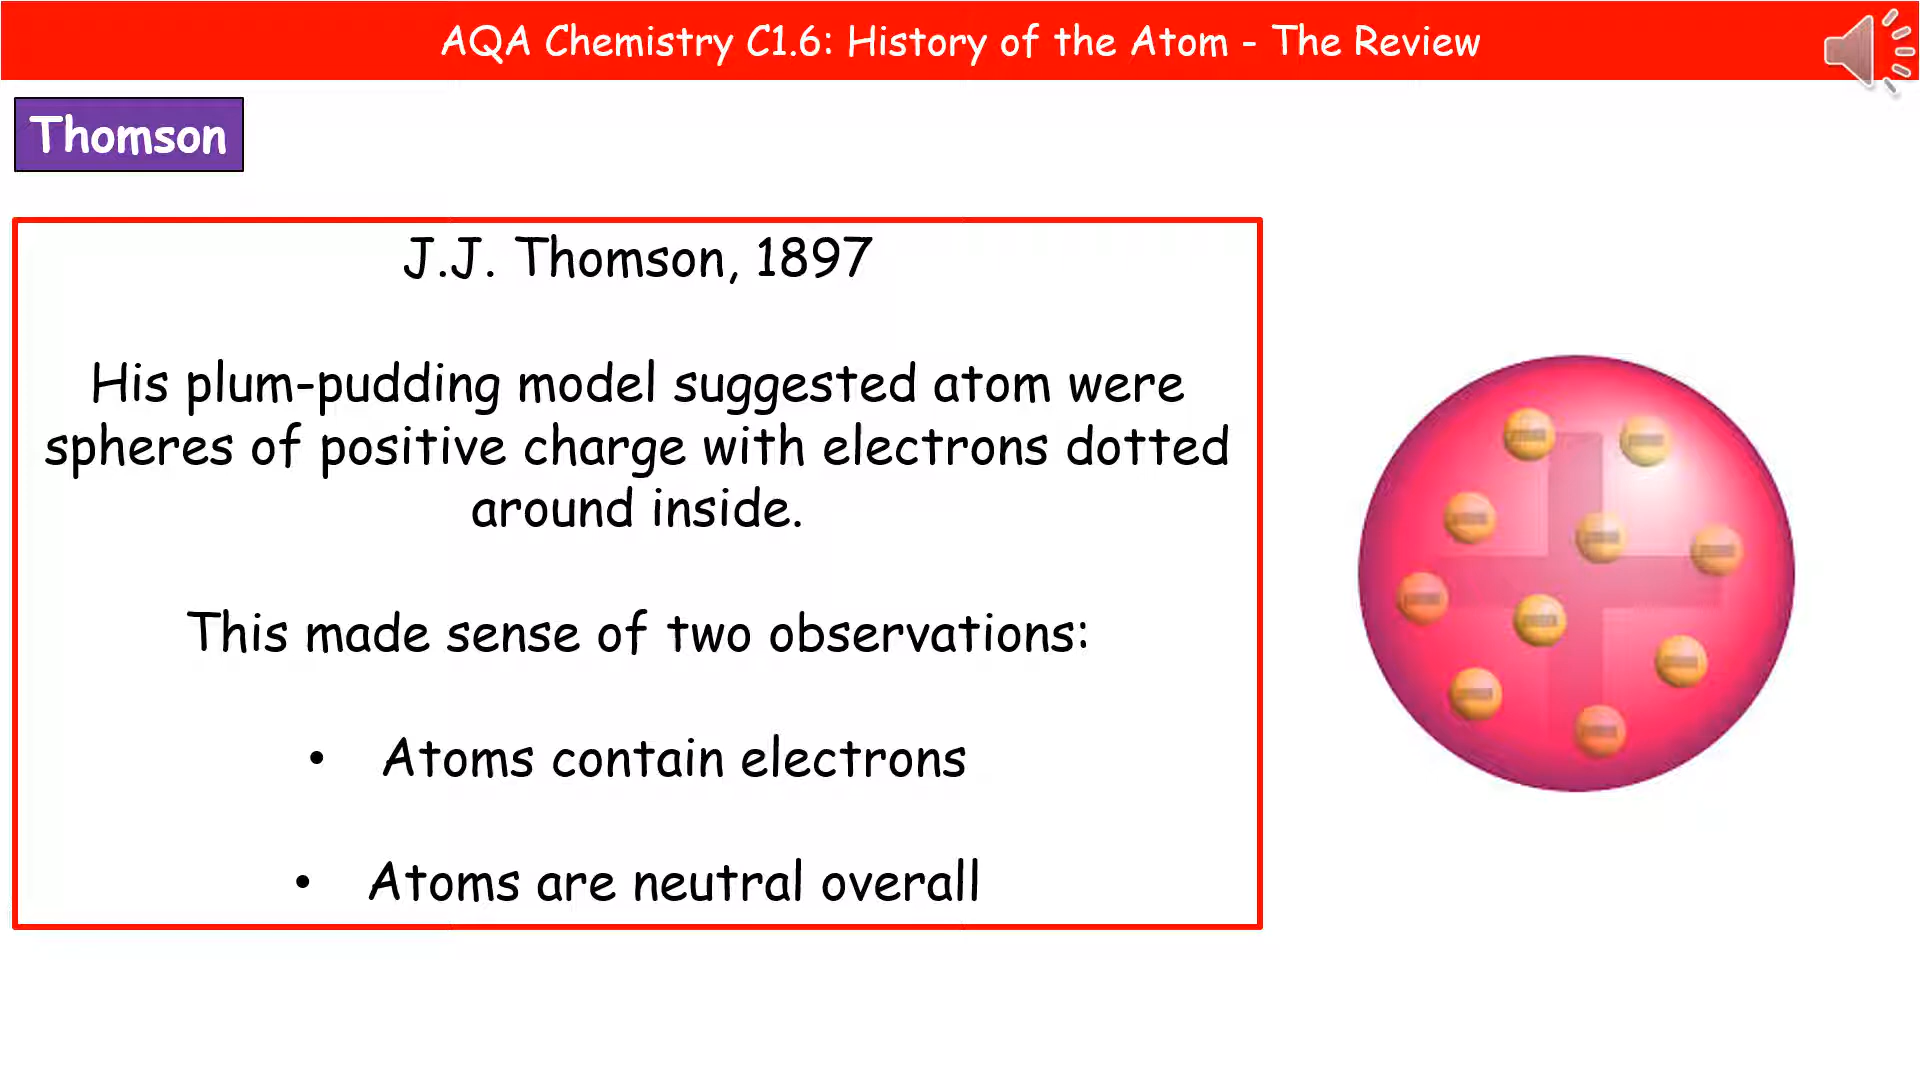 AQA Chemistry C1.6: History of the Atom - The Review
Thomson
J.J. Thomson, 1897
His plum-pudding model suggested atom were
spheres of positive charge with electrons dotted
around inside.
This made sense of two observations:
• Atoms contain electrons
• Atoms are neutral overall